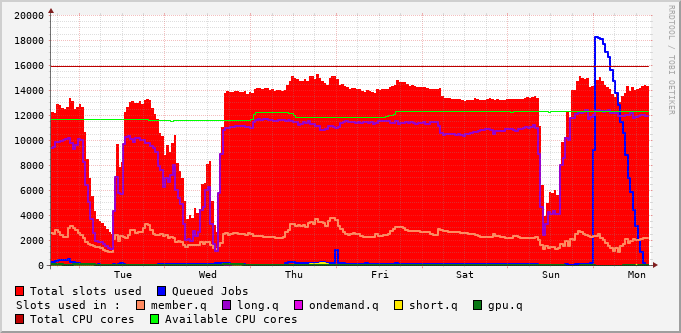 20000
18000
16000
14000
12000
10000
8000
6000
4000
2000
0
Tue Wed Thu Fri Sat Sun Mon
RRDTOOL / TOBI OETIKER
Total slots used Queued Jobs
Slots used in : member.q long.q ondemand.q short.q gpu.q
Total CPU cores Available CPU cores